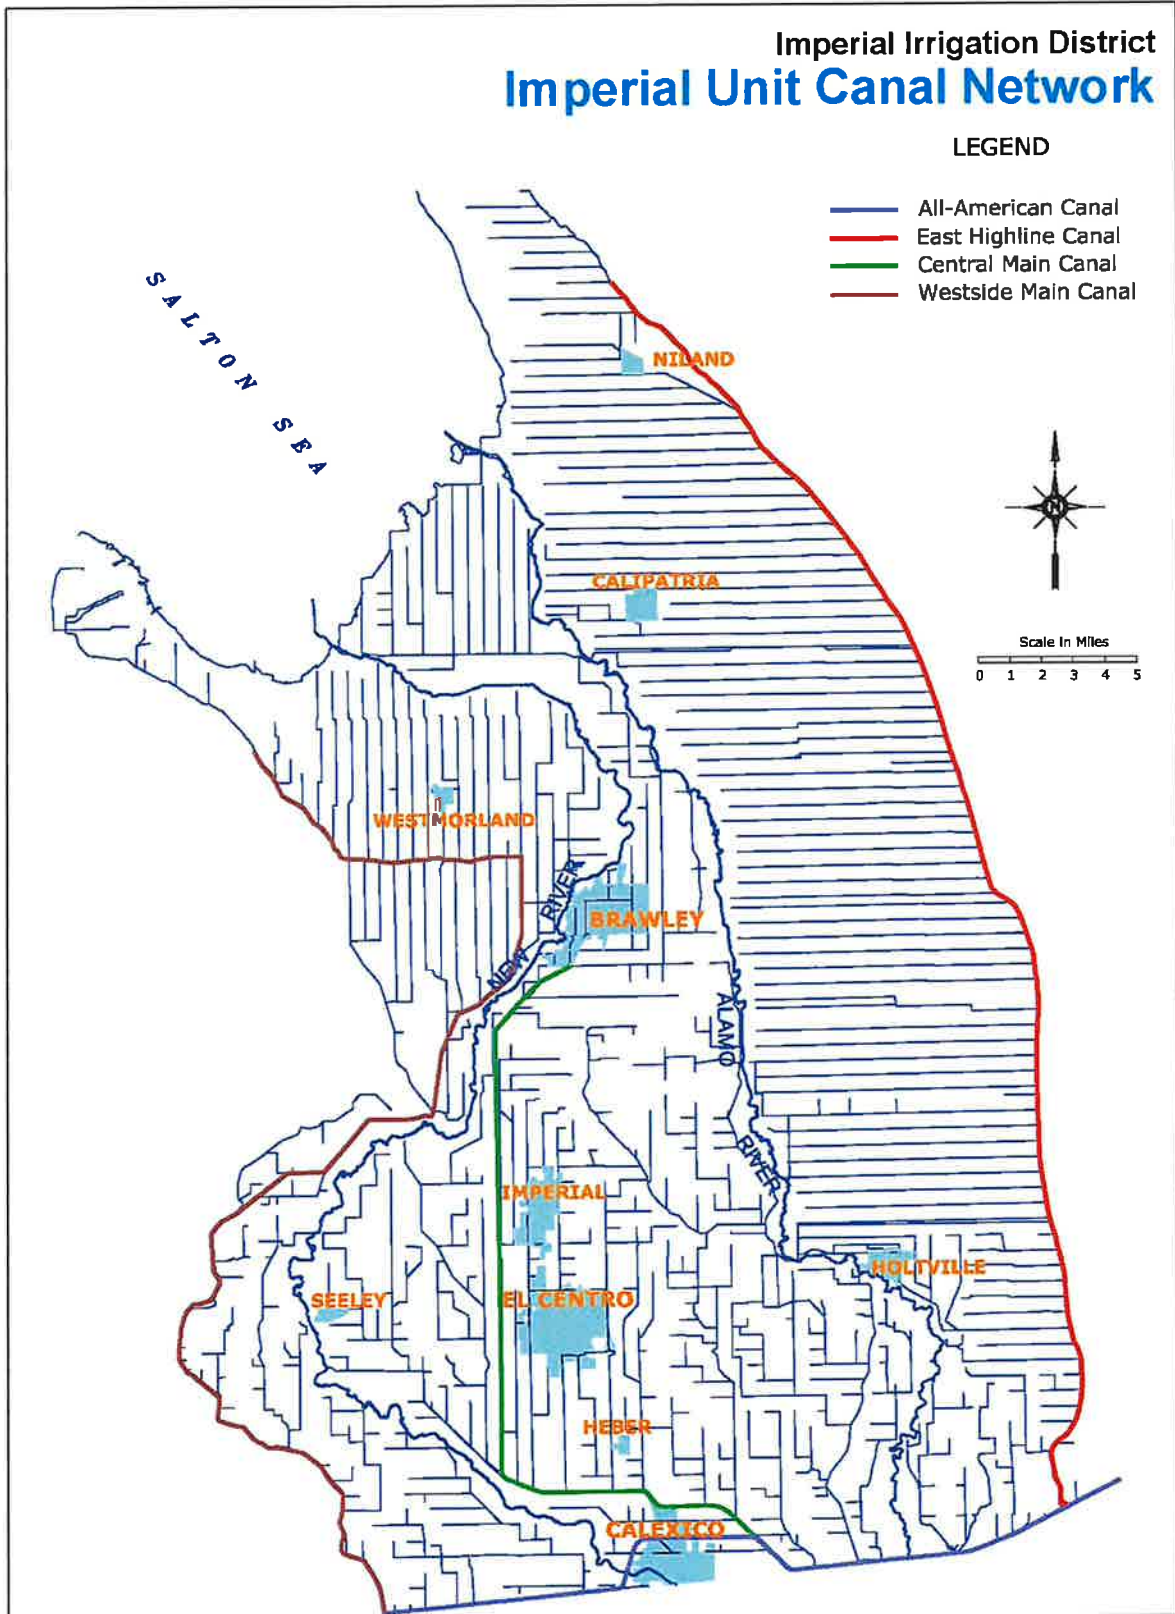 Imperial Irrigation District
Imperial Unit Canal Network
LEGEND
All-American Canal
East Highline Canal
Central Main Canal
Westside Main Canal
SALTON SEA
NILAND
N
CALIPATRIA
Scale In Miles
0 1 2 3 4 5
WESTMORLAND
NEW RIVER
BRAWLEY
ALAMO RIVER
IMPERIAL
HOLTVILLE
SEELEY
EL CENTRO
HEBER
CALEXICO